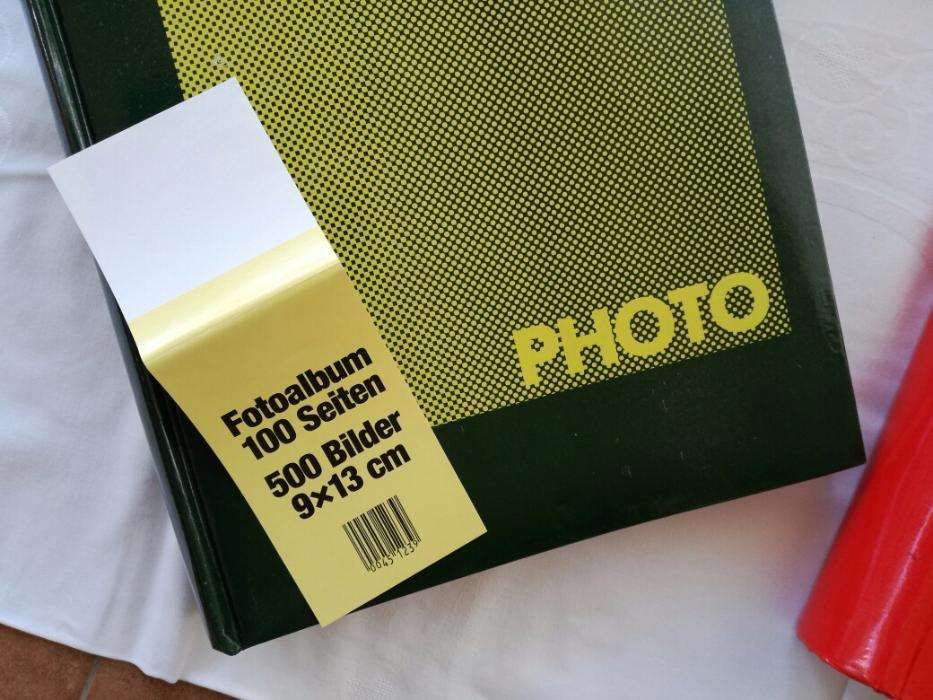 PHOTO
Fotoalbum
100 Seiten
500 Bilder
9×13 cm